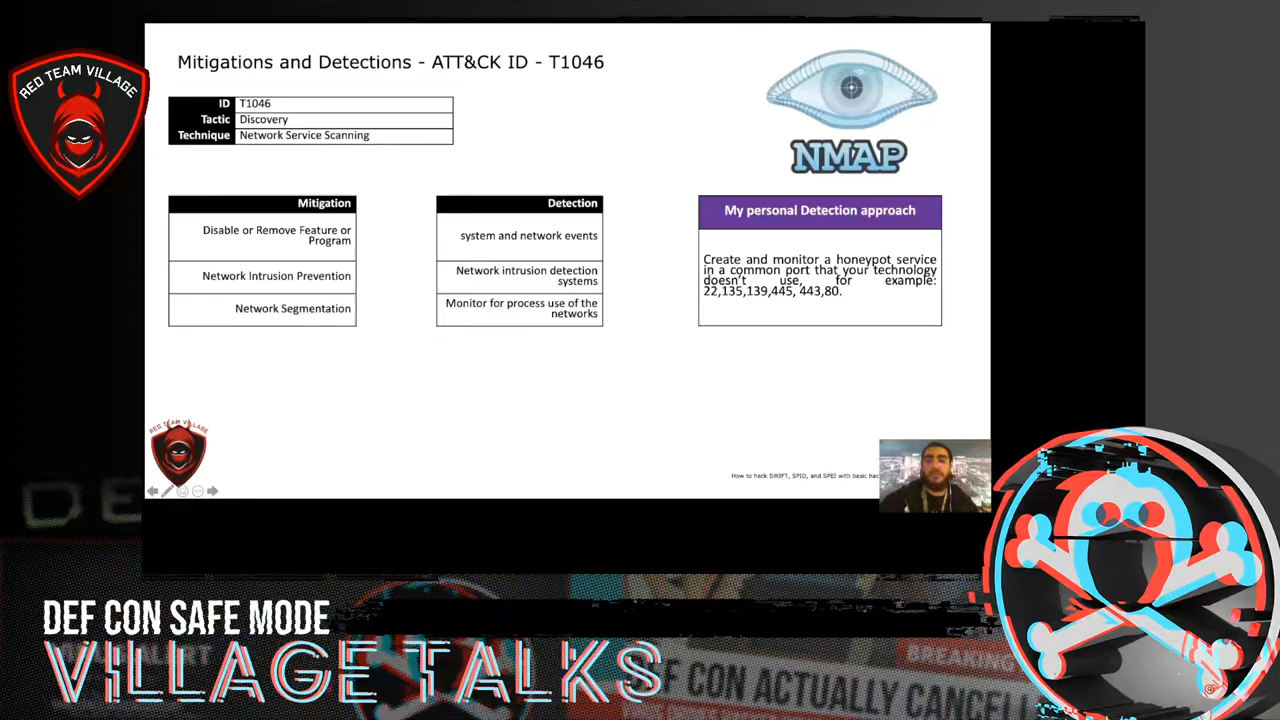 RED TEAM VILLAGE
Mitigations and Detections - ATT&CK ID - T1046
ID T1046
Tactic Discovery
Technique Network Service Scanning
NMAP
Mitigation
Disable or Remove Feature or
Program
Network Intrusion Prevention
Network Segmentation
Detection
system and network events
Network intrusion detection
systems
Monitor for process use of the
networks
My personal Detection approach
Create and monitor a honeypot service
in a common port that your technology
doesn't use, for example:
22,135,139,445, 443,80.
RED TEAM VILLAGE
How to hack SWIFT, SPID, and SPEI with basic hac
DEF CON SAFE MODE
VILLAGE TALKS
BREAKING
F CON ACTUALLY CANCEL